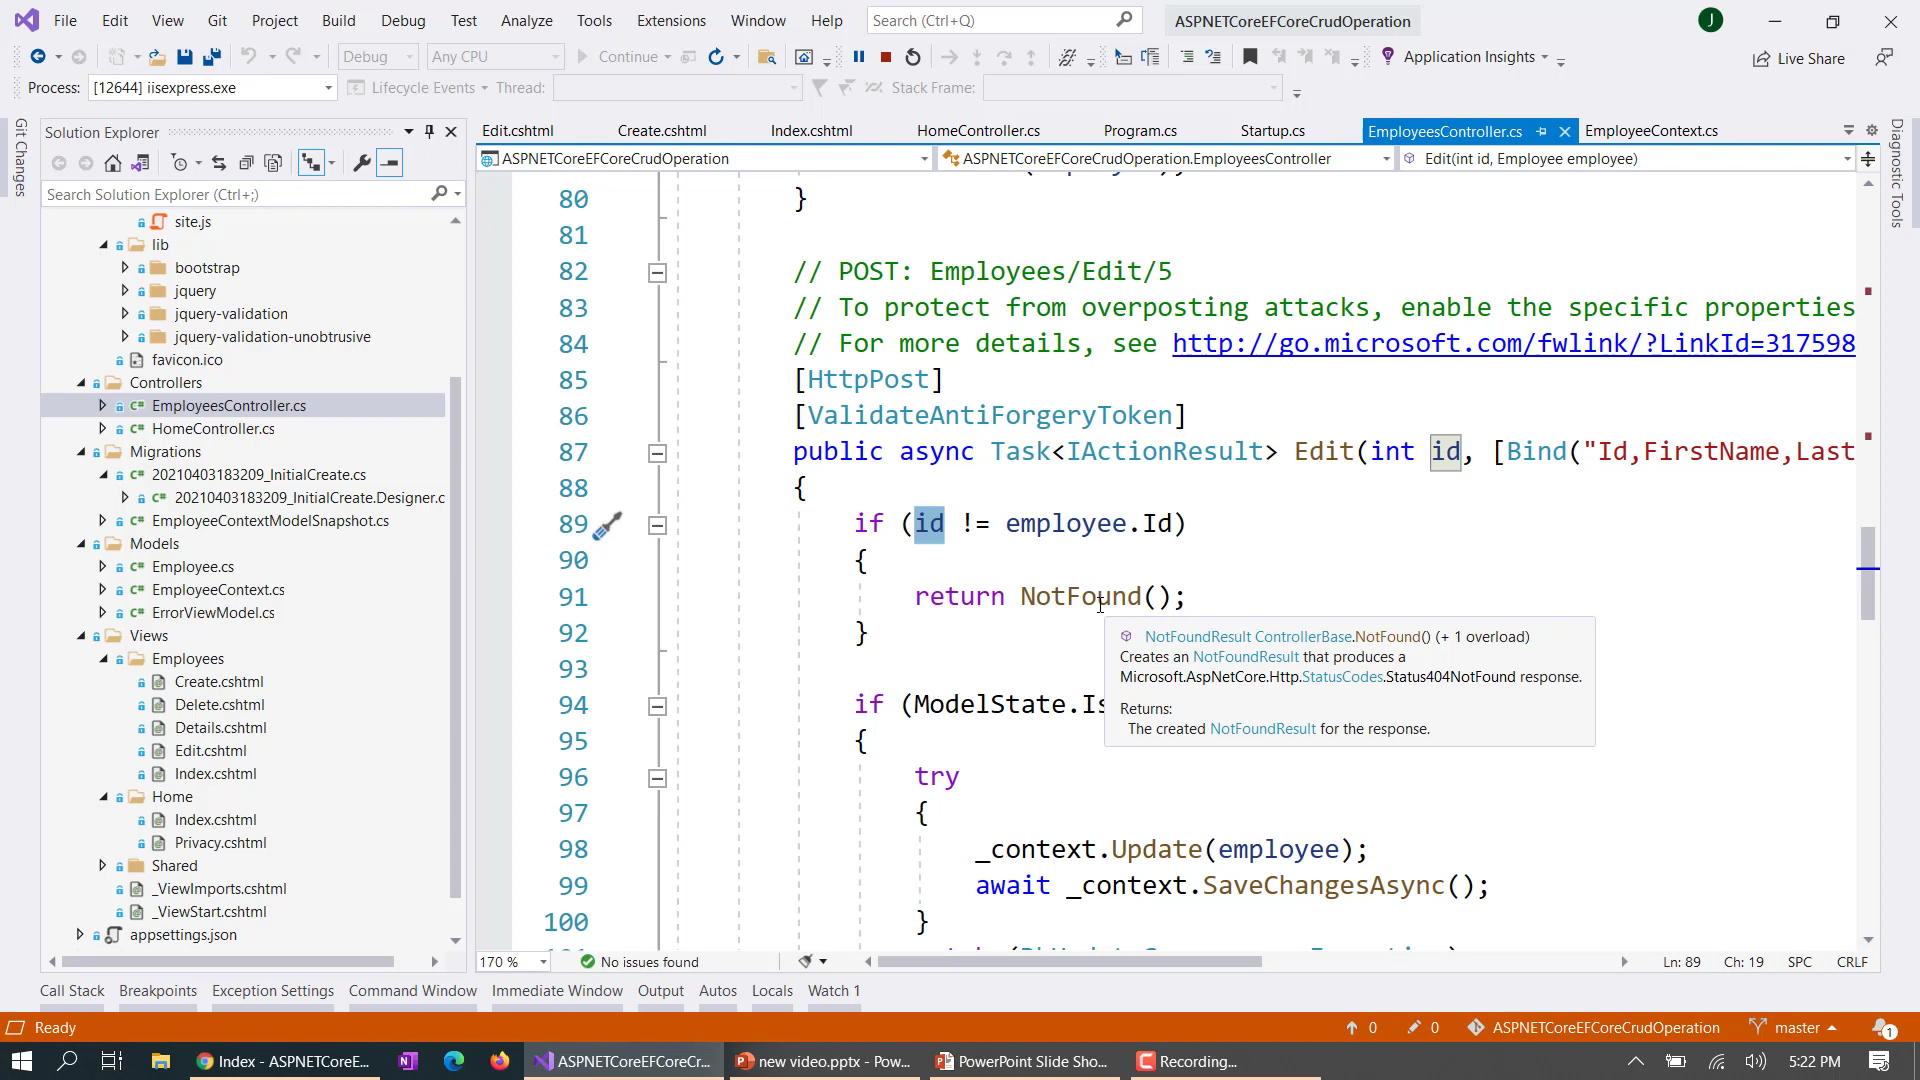 File Edit View Git Project Build Debug Test Analyze Tools Extensions Window Help Search (Ctrl+Q) ASPNETCoreEFCoreCrudOperation J
Debug Any CPU Continue Application Insights Live Share
Process: [12644] iisexpress.exe Lifecycle Events Thread: Stack Frame:
Git Changes
Solution Explorer
Search Solution Explorer (Ctrl+;)
site.js
lib
bootstrap
jquery
jquery-validation
jquery-validation-unobtrusive
favicon.ico
Controllers
C# EmployeesController.cs
C# HomeController.cs
Migrations
C# 20210403183209_InitialCreate.cs
C# 20210403183209_InitialCreate.Designer.c
C# EmployeeContextModelSnapshot.cs
Models
C# Employee.cs
C# EmployeeContext.cs
C# ErrorViewModel.cs
Views
Employees
Create.cshtml
Delete.cshtml
Details.cshtml
Edit.cshtml
Index.cshtml
Home
Index.cshtml
Privacy.cshtml
Shared
_ViewImports.cshtml
_ViewStart.cshtml
appsettings.json
Edit.cshtml Create.cshtml Index.cshtml HomeController.cs Program.cs Startup.cs EmployeesController.cs EmployeeContext.cs
ASPNETCoreEFCoreCrudOperation ASPNETCoreEFCoreCrudOperation.EmployeesController Edit(int id, Employee employee)
80 }
81
82 // POST: Employees/Edit/5
83 // To protect from overposting attacks, enable the specific properties
84 // For more details, see http://go.microsoft.com/fwlink/?LinkId=317598
85 [HttpPost]
86 [ValidateAntiForgeryToken]
87 public async Task<IActionResult> Edit(int id, [Bind("Id,FirstName,Last
88 {
89 if (id != employee.Id)
90 {
91 return NotFound();
92 }
93
94 if (ModelState.Is
95 {
96 try
97 {
98 _context.Update(employee);
99 await _context.SaveChangesAsync();
100 }
NotFoundResult ControllerBase.NotFound() (+ 1 overload)
Creates an NotFoundResult that produces a
Microsoft.AspNetCore.Http.StatusCodes.Status404NotFound response.
Returns:
The created NotFoundResult for the response.
Diagnostic Tools
170 % No issues found Ln: 89 Ch: 19 SPC CRLF
Call Stack Breakpoints Exception Settings Command Window Immediate Window Output Autos Locals Watch 1
Ready 0 0 ASPNETCoreEFCoreCrudOperation master 1
Index - ASPNETCoreE... ASPNETCoreEFCoreCr... new video.pptx - Pow... PowerPoint Slide Sho... Recording... 5:22 PM